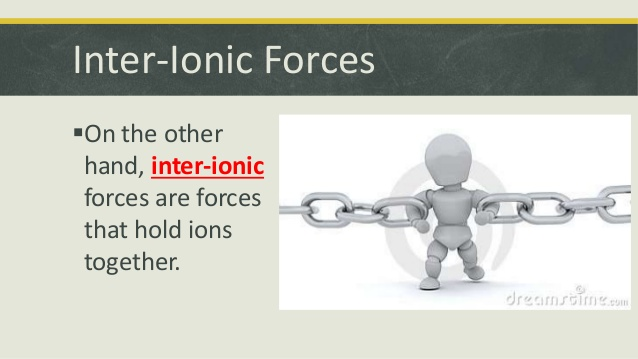 Inter-Ionic Forces
▪On the other
hand, inter-ionic
forces are forces
that hold ions
together.
dreamstime.com